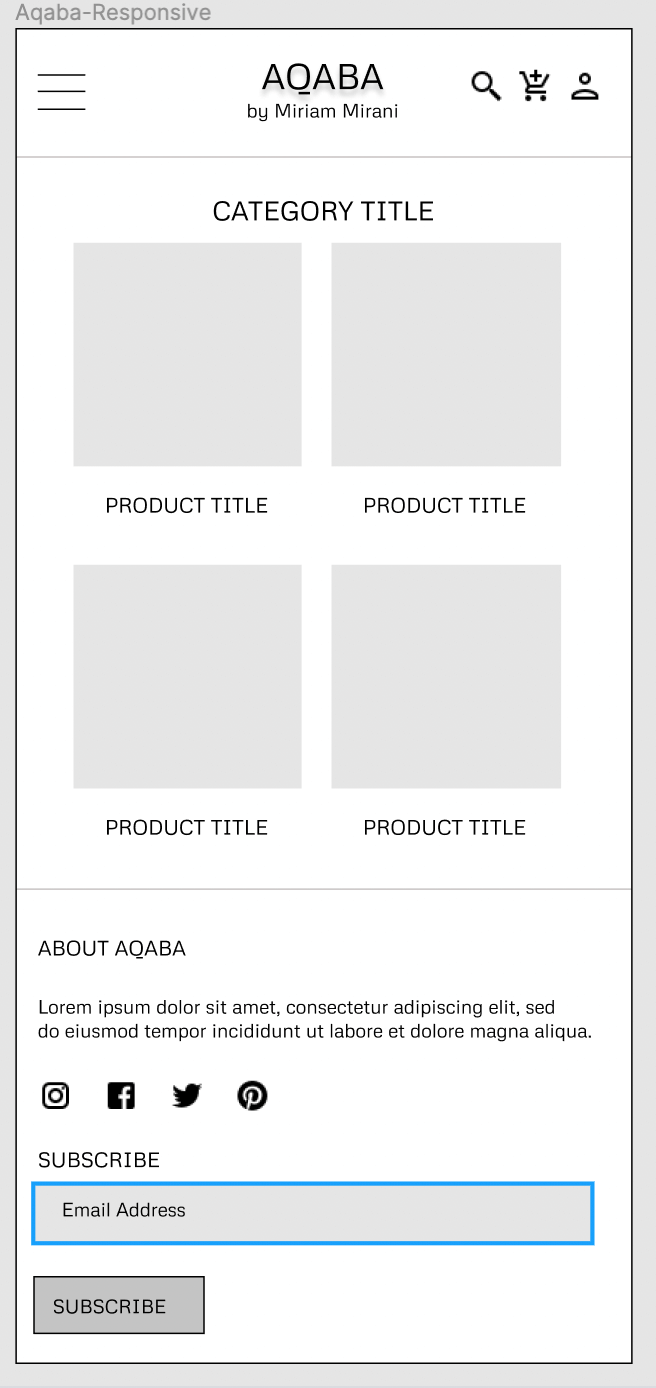 Aqaba-Responsive
AQABA
by Miriam Mirani
CATEGORY TITLE
PRODUCT TITLE
PRODUCT TITLE
PRODUCT TITLE
PRODUCT TITLE
ABOUT AQABA
Lorem ipsum dolor sit amet, consectetur adipiscing elit, sed
do eiusmod tempor incididunt ut labore et dolore magna aliqua.
SUBSCRIBE
Email Address
SUBSCRIBE